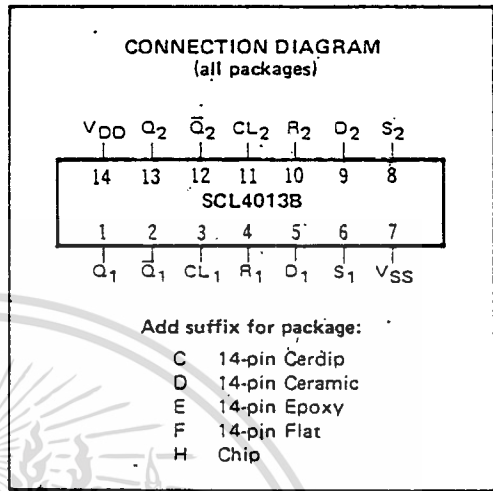 CONNECTION DIAGRAM
(all packages)
VDD Q2 Q̅2 CL2 R2 D2 S2
14 13 12 11 10 9 8
SCL4013B
1 2 3 4 5 6 7
Q1 Q̅1 CL1 R1 D1 S1 VSS
Add suffix for package:
C 14-pin Cerdip
D 14-pin Ceramic
E 14-pin Epoxy
F 14-pin Flat
H Chip